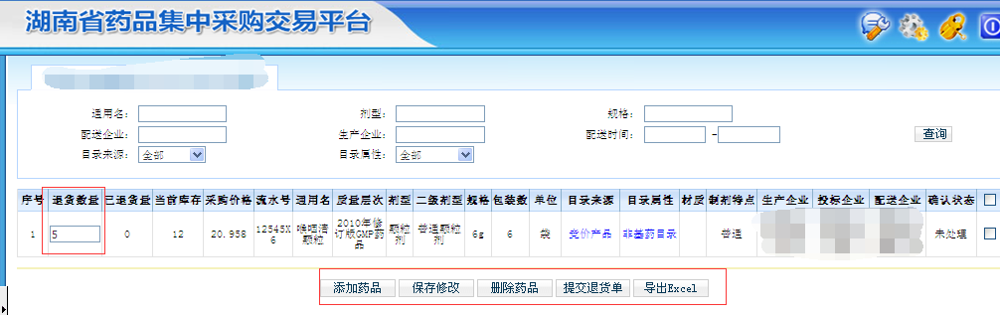 湖南省药品集中采购交易平台
通用名： 剂型： 规格：
配送企业： 生产企业： 配送时间： - 查询
目录来源： 全部 目录属性： 全部
序号 退货数量 已退货量 当前库存 采购价格 流水号 通用名 质量层次 剂型 二级剂型 规格 包装数 单位 目录来源 目录属性 材质 制剂特点 生产企业 投标企业 配送企业 确认状态
1 5 0 12 20.958 12545X6 喉咽清颗粒 2010年修订版GMP药品 颗粒剂 普通颗粒剂 6g 6 袋 竞价产品 非基药目录 普通 未处理
添加药品 保存修改 删除药品 提交退货单 导出Excel